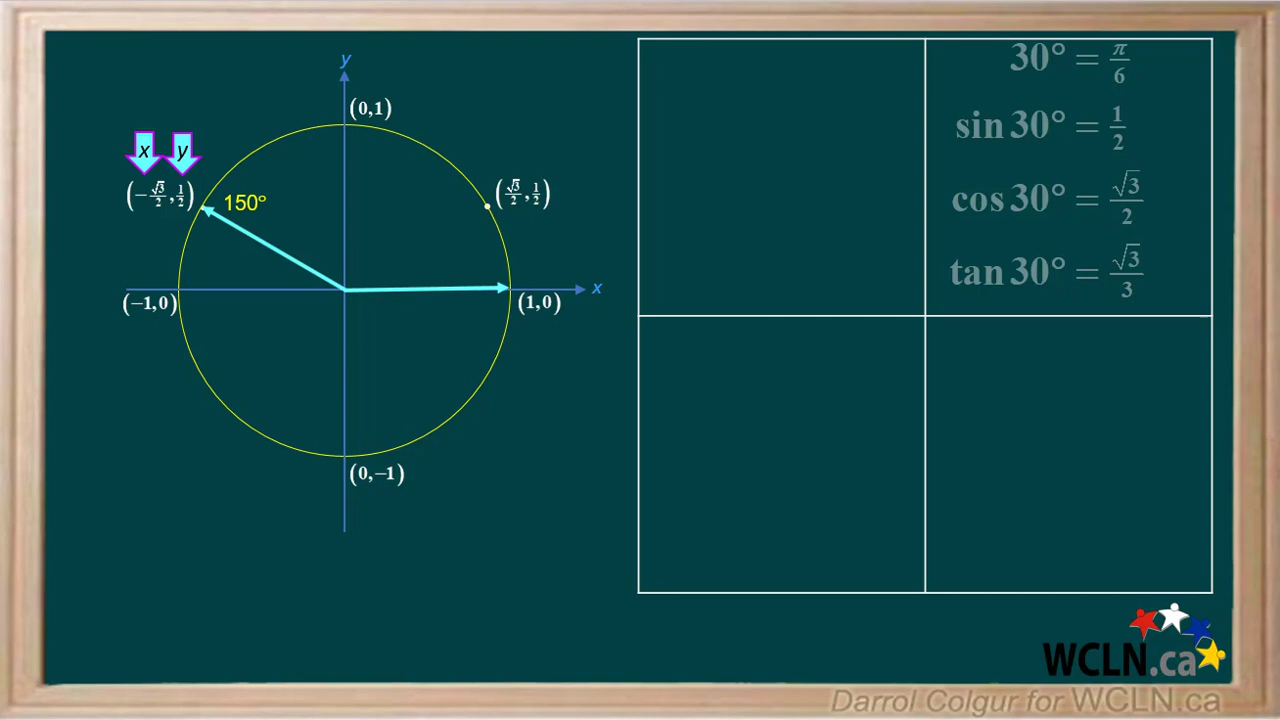 y
(0,1)
x y
(-√3/2, 1/2)
150°
(√3/2, 1/2)
x
(-1,0)
(1,0)
(0,-1)
30° = π/6
sin 30° = 1/2
cos 30° = √3/2
tan 30° = √3/3
WCLN.ca
Darrol Colgur for WCLN.ca